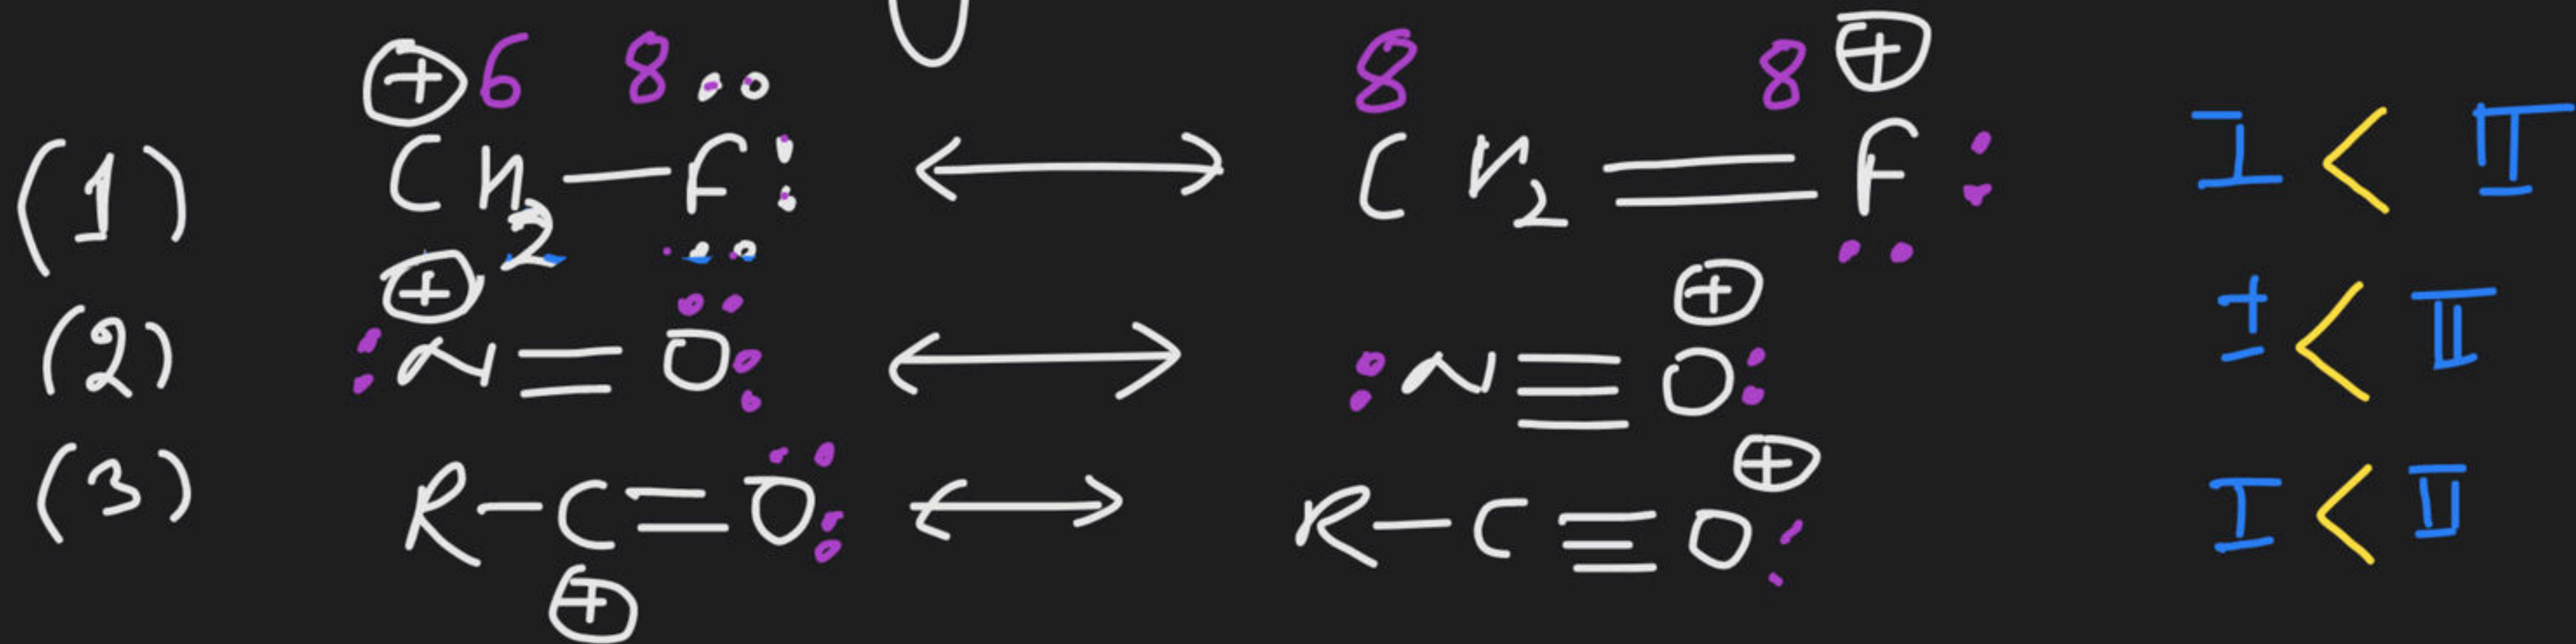 ⊕ 6 8 8 8 ⊕
(1) CH₂—F: ⟷ CH₂=F: I < II
⊕ ⊕
(2) :N=O: ⟷ :N≡O: I < II
⊕
(3) R—C=O: ⟷ R—C≡O: I < II
⊕